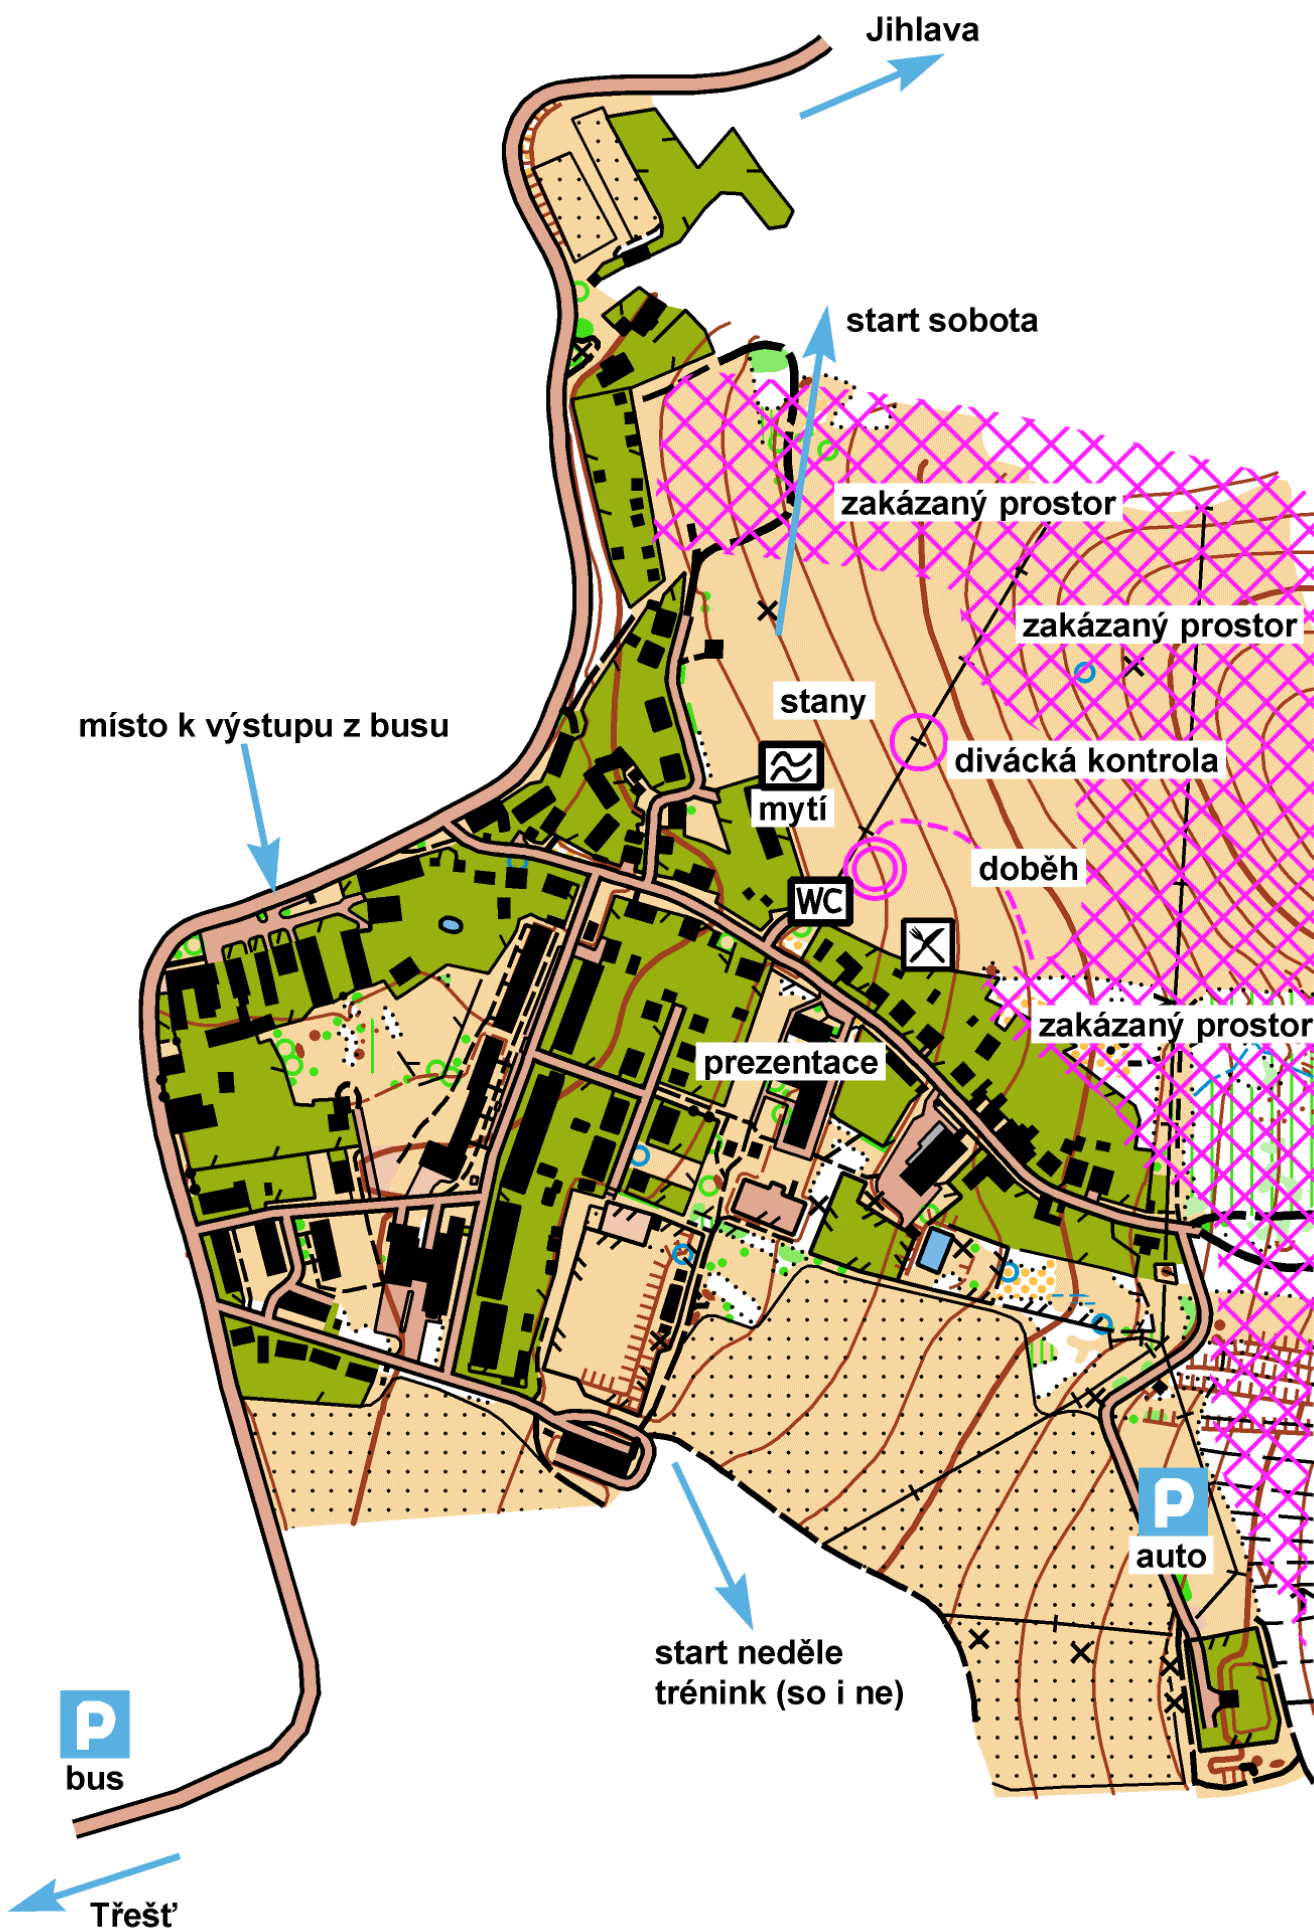 Jihlava
start sobota
zakázaný prostor
zakázaný prostor
stany
místo k výstupu z busu
divácká kontrola
mytí
doběh
WC
zakázaný prostor
prezentace
P
auto
start neděle
trénink (so i ne)
P
bus
Třešť